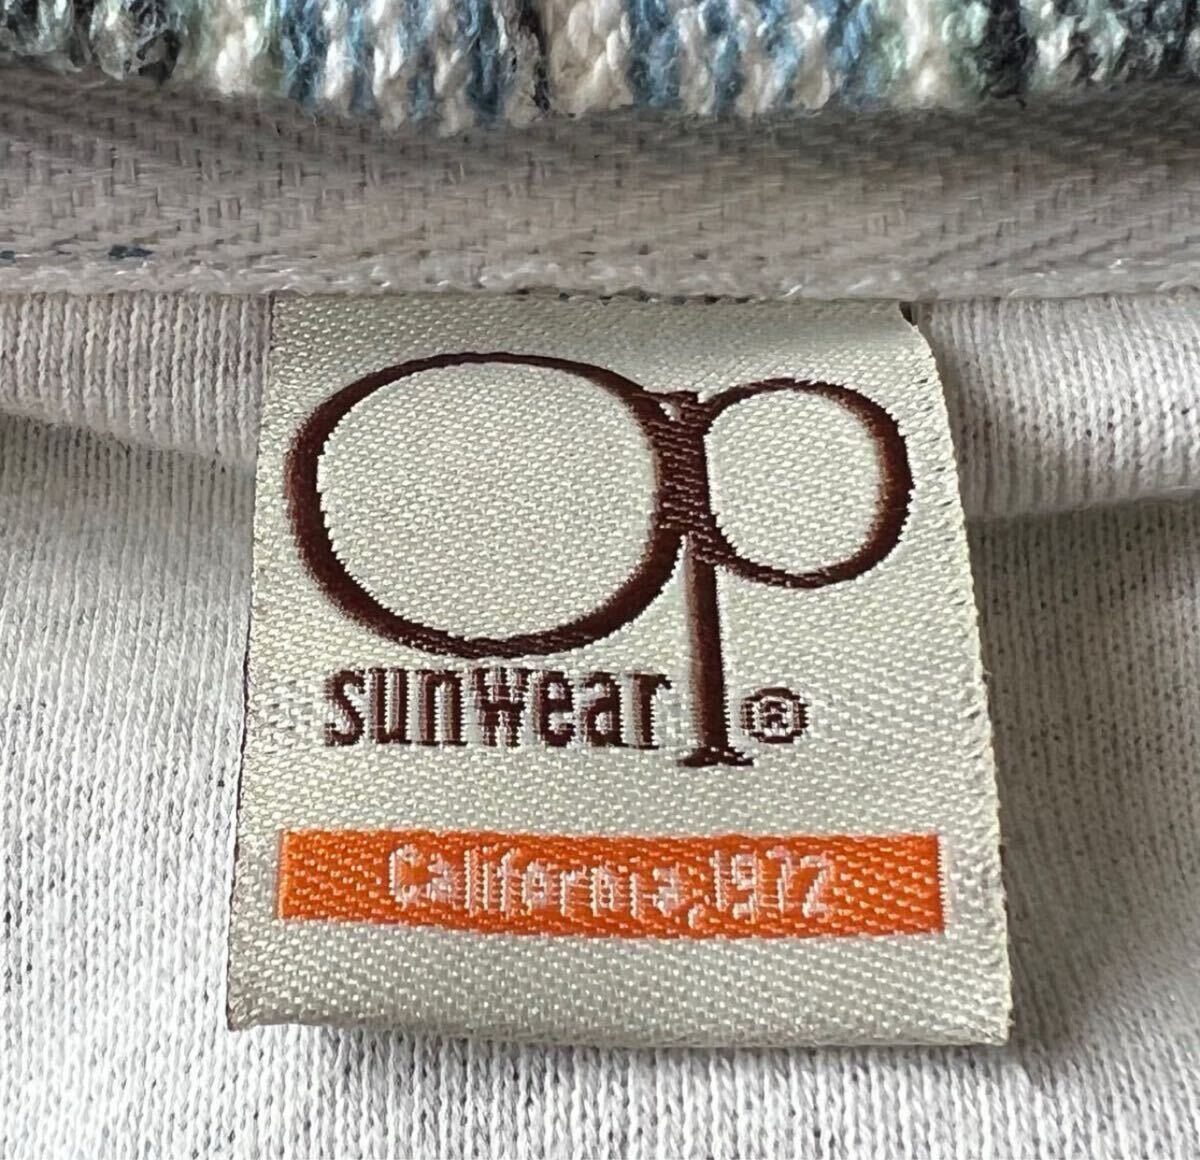 op
sunwear ®
California, 1972